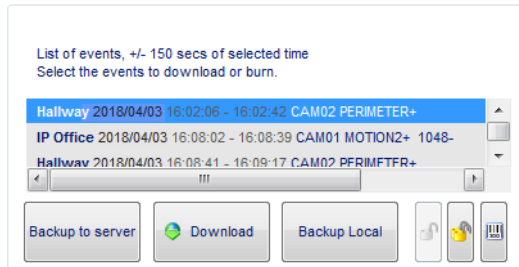 List of events, +/- 150 secs of selected time
Select the events to download or burn.
Hallway 2018/04/03 16:02:06 - 16:02:42 CAM02 PERIMETER+
IP Office 2018/04/03 16:08:02 - 16:08:39 CAM01 MOTION2+ 1048-
Hallway 2018/04/03 16:08:41 - 16:09:17 CAM02 PERIMETER+
Backup to server Download Backup Local